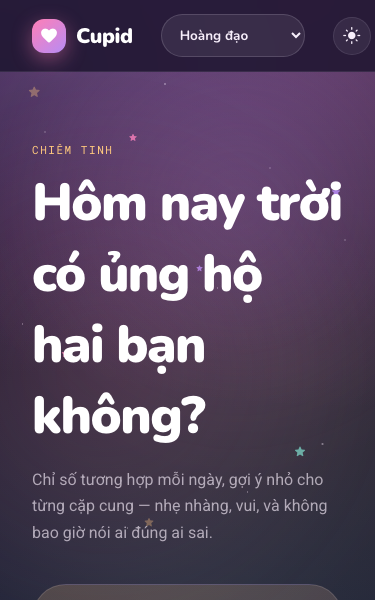 Cupid
Hoàng đạo
CHIÊM TINH
Hôm nay trời
có ủng hộ
hai bạn
không?
Chỉ số tương hợp mỗi ngày, gợi ý nhỏ cho
từng cặp cung — nhẹ nhàng, vui, và không
bao giờ nói ai đúng ai sai.